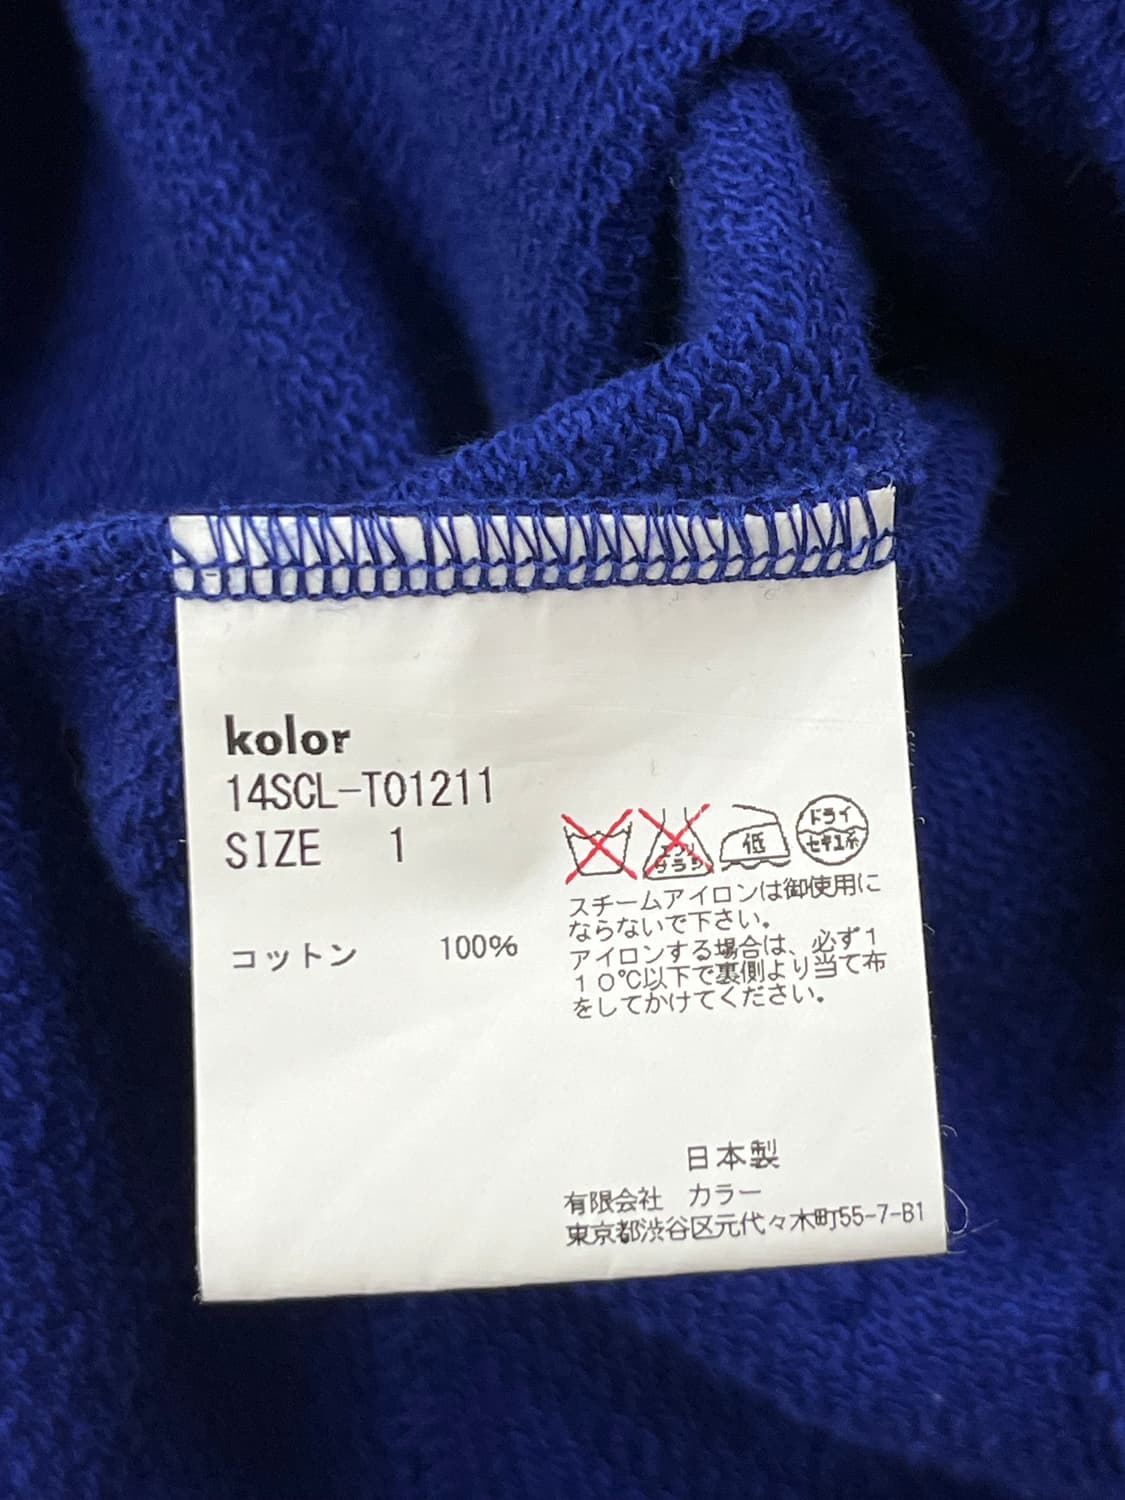 kolor
14SCL-T01211
SIZE 1
コットン 100%
低
ドライ
セキユ系
スチームアイロンは御使用に
ならないで下さい。
アイロンする場合は、必ず1
10℃以下で裏側より当て布
をしてかけてください。
日本製
有限会社 カラー
東京都渋谷区元代々木町55-7-B1